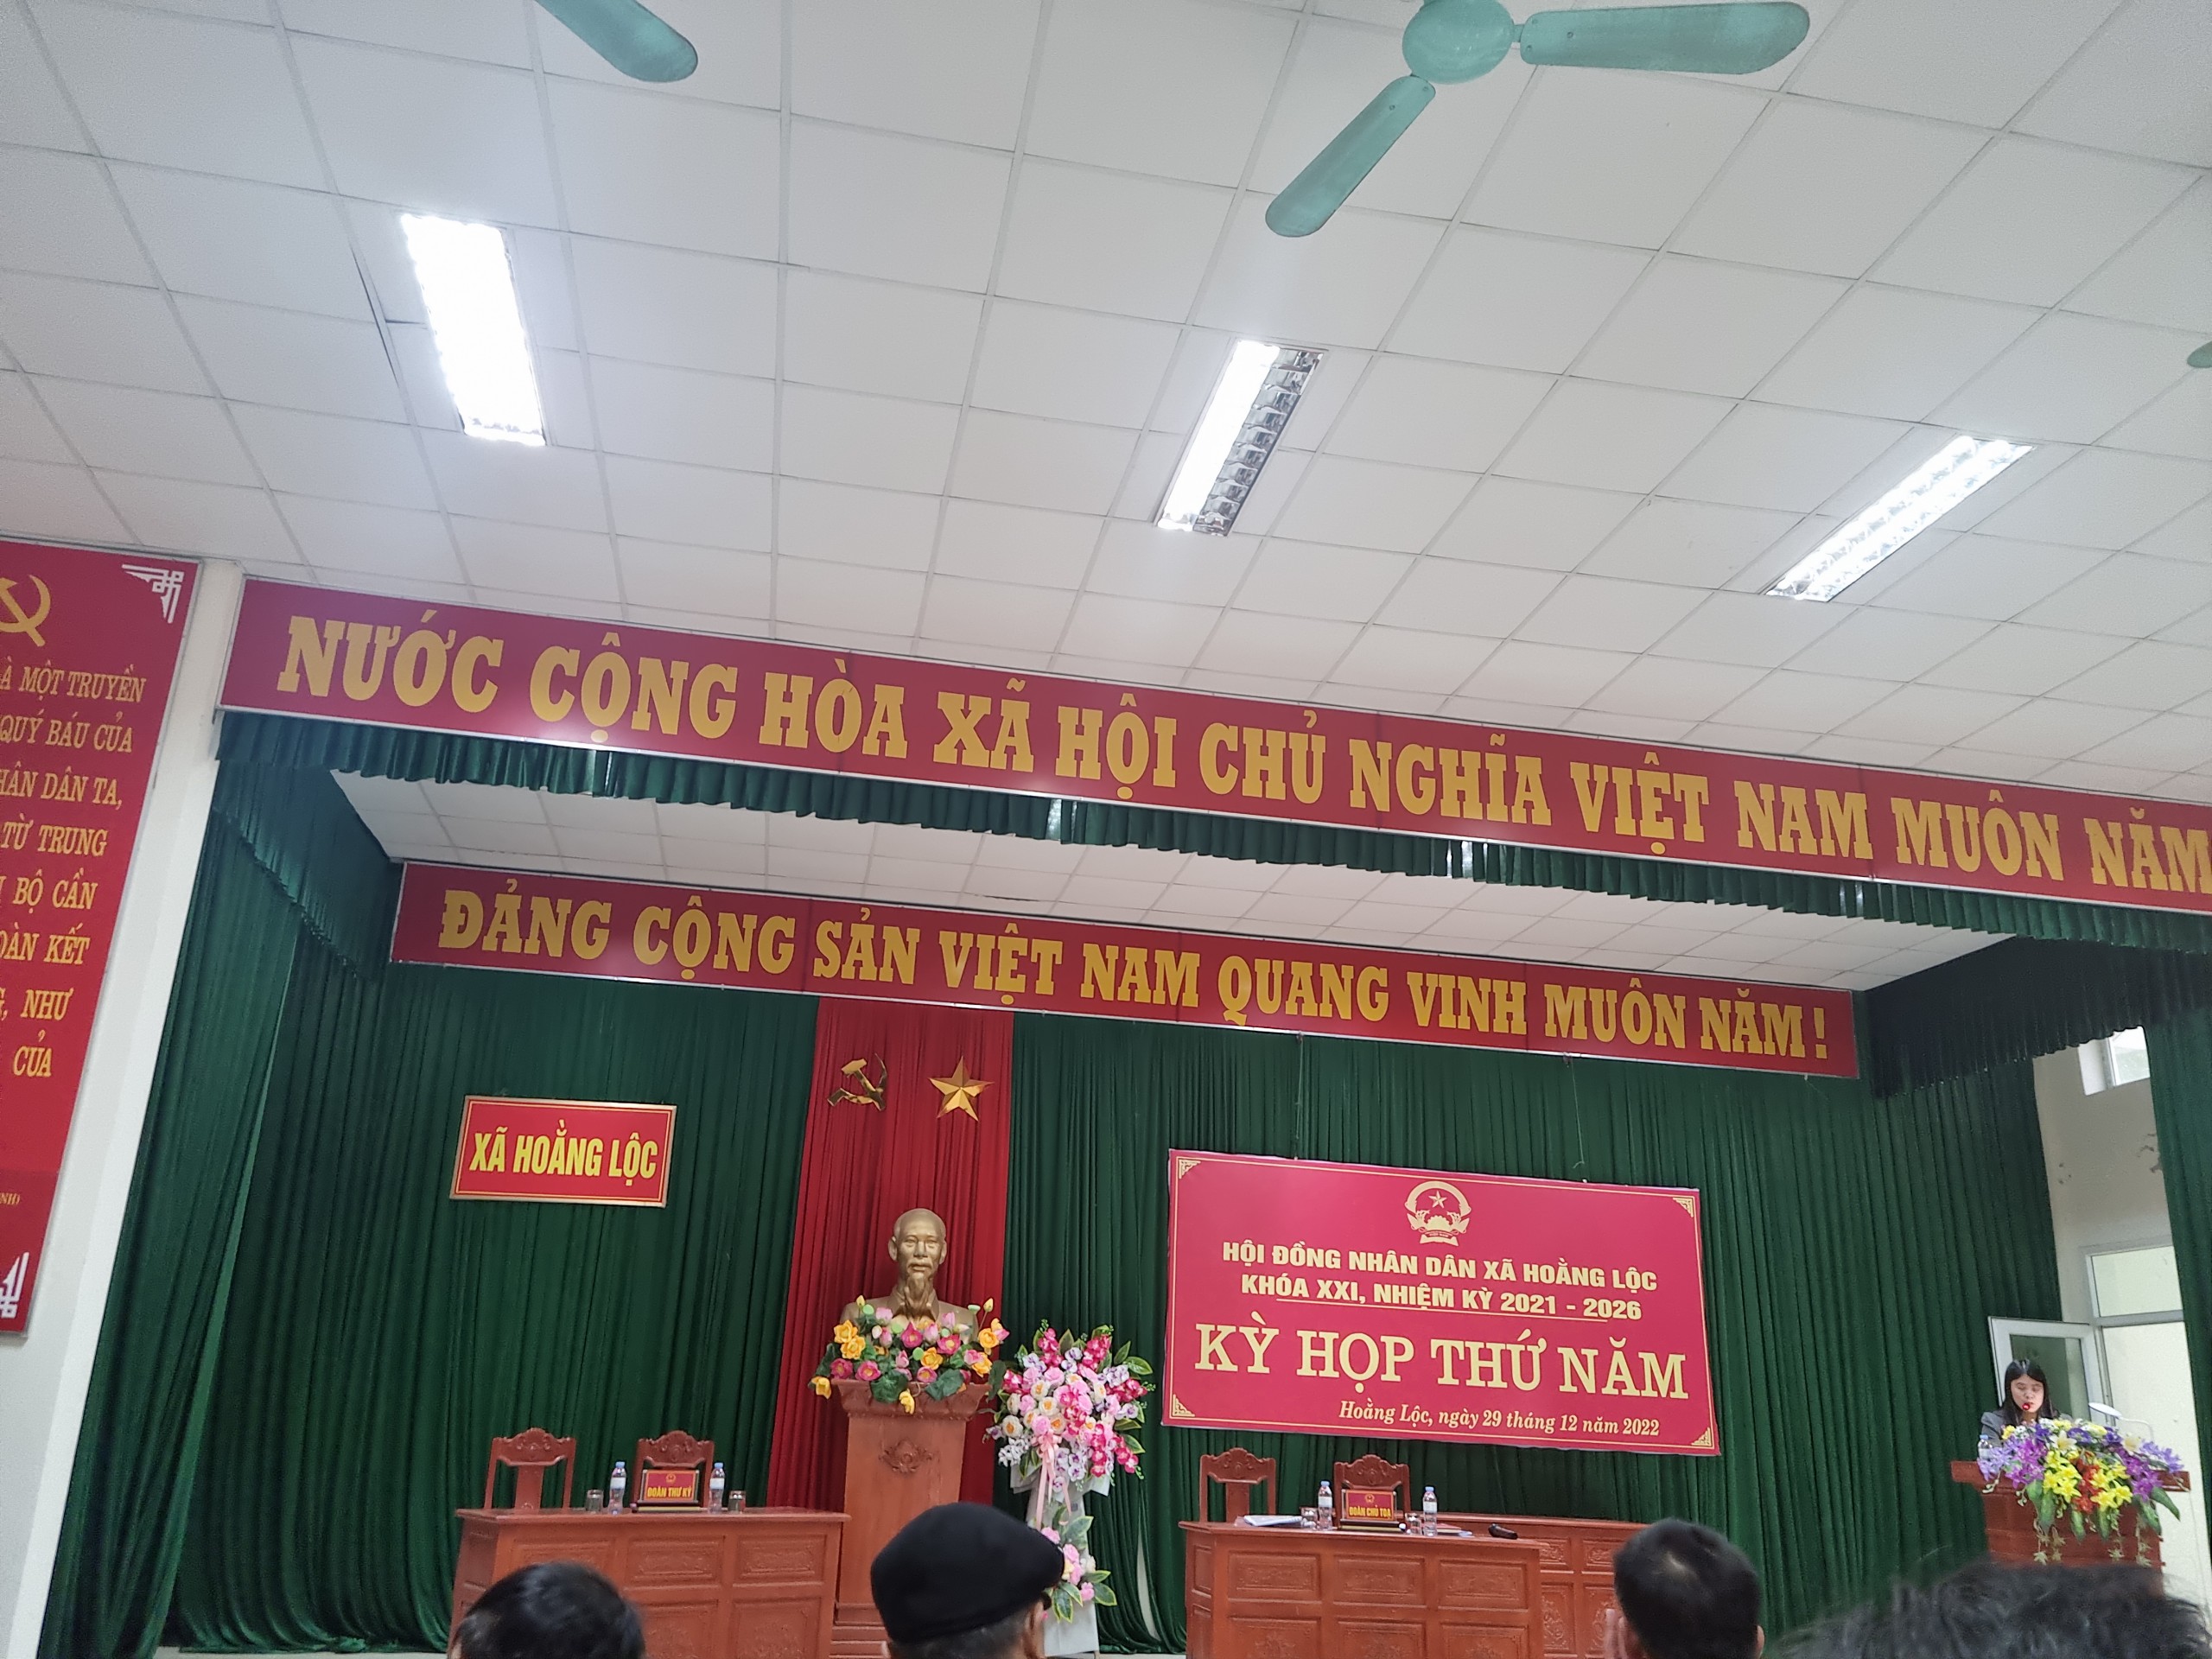 NƯỚC CỘNG HÒA XÃ HỘI CHỦ NGHĨA VIỆT NAM MUÔN NĂM
ĐẢNG CỘNG SẢN VIỆT NAM QUANG VINH MUÔN NĂM !
À MỘT TRUYỀN
QUÝ BÁU CỦA
DÂN TA,
TỪ TRUNG
BỘ CẦN
KẾT
NHƯ
CỦA
XÃ HOẰNG LỘC
HỘI ĐỒNG NHÂN DÂN XÃ HOẰNG LỘC
KHÓA XXI, NHIỆM KỲ 2021 - 2026
KỲ HỌP THỨ NĂM
Hoằng Lộc, ngày 29 tháng 12 năm 2022
ĐOÀN THƯ KÝ
ĐOÀN CHỦ TỌA